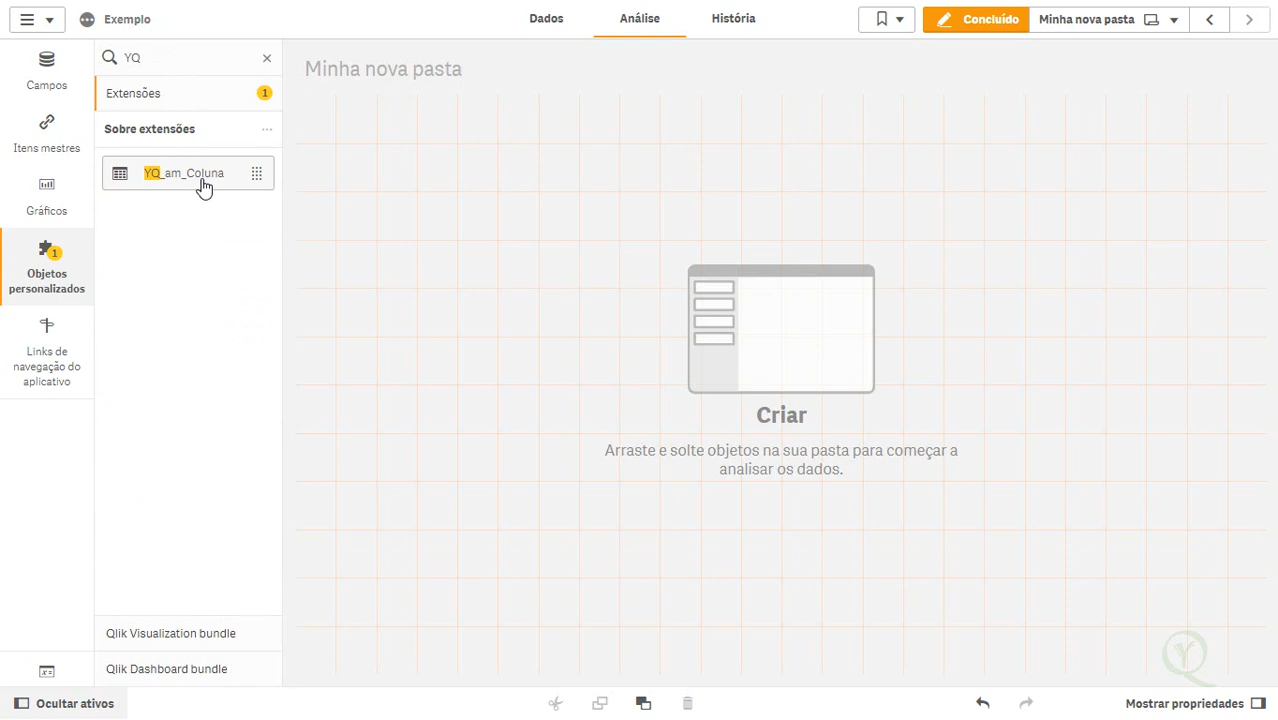 Exemplo
Dados
Análise
História
Concluído
Minha nova pasta
Campos
Itens mestres
Gráficos
1
Objetos
personalizados
Links de
navegação do
aplicativo
YQ
Extensões
1
Sobre extensões
YQ_am_Coluna
Qlik Visualization bundle
Qlik Dashboard bundle
Minha nova pasta
Criar
Arraste e solte objetos na sua pasta para começar a
analisar os dados.
Ocultar ativos
Mostrar propriedades